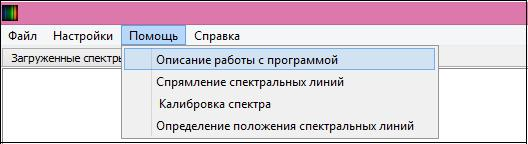 Файл Настройки Помощь Справка
Загруженные спектры
Описание работы с программой
Спрямление спектральных линий
Калибровка спектра
Определение положения спектральных линий